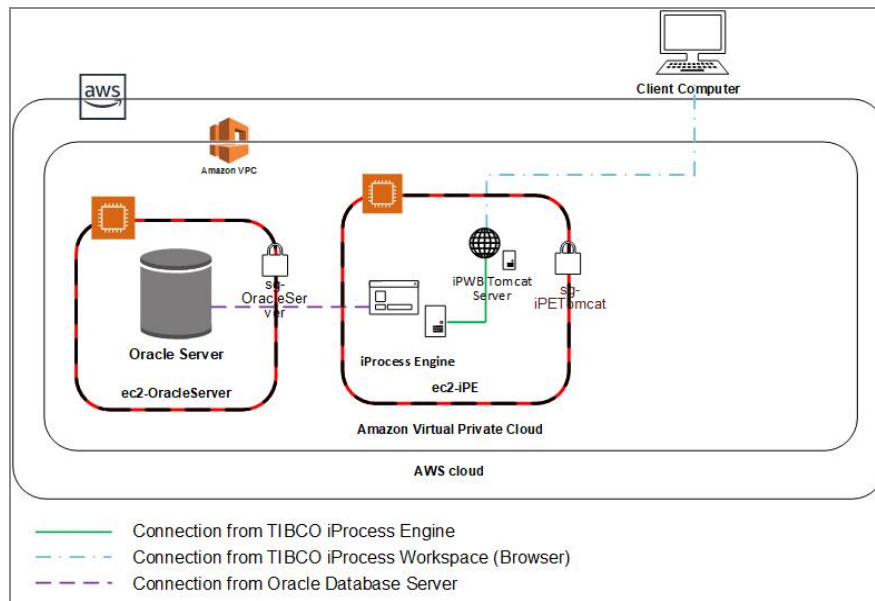 Client Computer
aws
Amazon VPC
sg-
OracleSer
ver
iPWB Tomcat
Server
sg-
iPETomcat
Oracle Server
iProcess Engine
ec2-OracleServer
ec2-iPE
Amazon Virtual Private Cloud
AWS cloud
Connection from TIBCO iProcess Engine
Connection from TIBCO iProcess Workspace (Browser)
Connection from Oracle Database Server